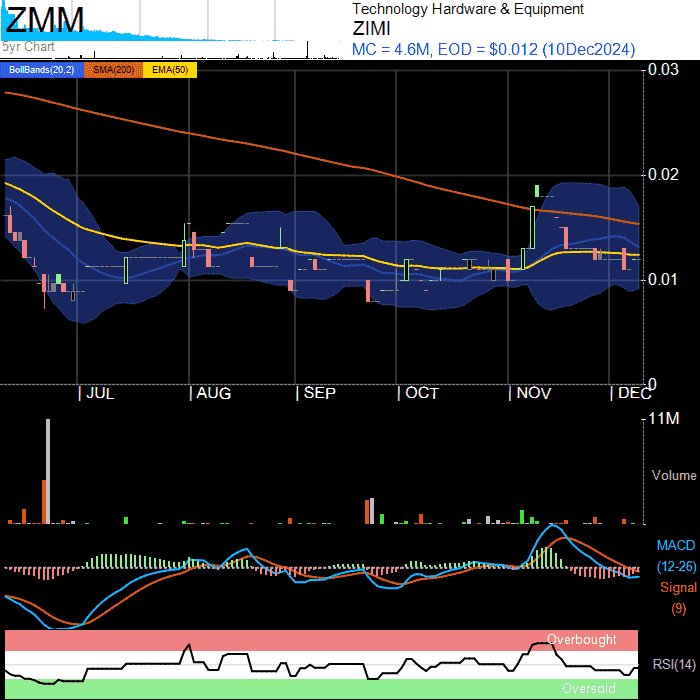 ZMM
5yr Chart
Technology Hardware & Equipment
ZIMI
MC = 4.6M, EOD = $0.012 (10Dec2024)
BollBands(20,2) SMA(200) EMA(50)
0.03
0.02
0.01
0
| JUL | AUG | SEP | OCT | NOV | DEC
11M
Volume
MACD
(12-26)
Signal
(9)
Overbought
RSI(14)
Oversold